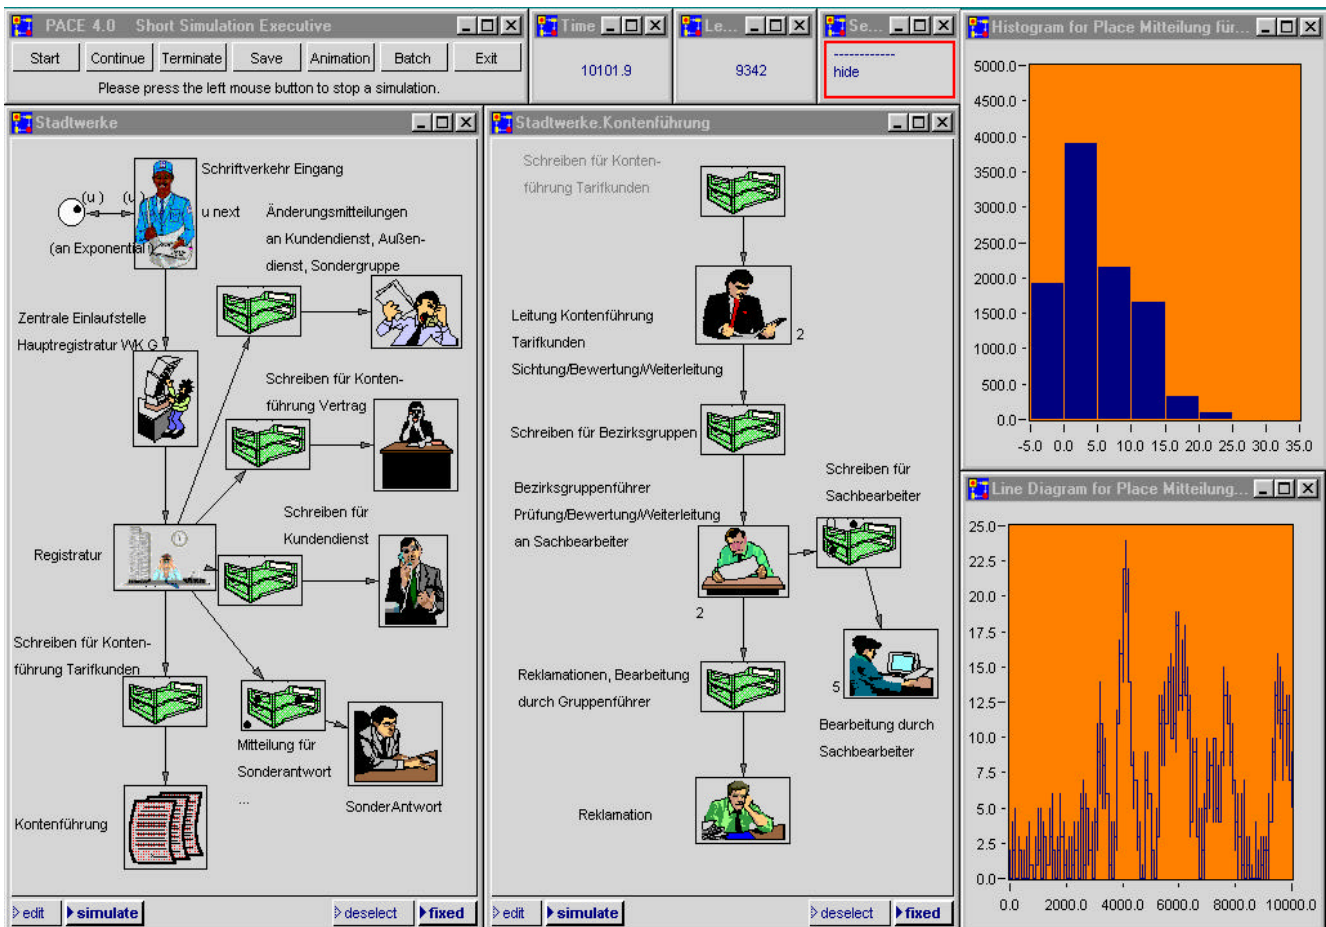 PACE 4.0 Short Simulation Executive
Start Continue Terminate Save Animation Batch Exit
Please press the left mouse button to stop a simulation.
Time
10101.9
Le...
9342
Se...
------------
hide
Stadtwerke
Schriftverkehr Eingang
(u ) (u )
u next
(an Exponential )
Änderungsmitteilungen
an Kundendienst, Außen-
dienst, Sondergruppe
Zentrale Einlaufstelle
Hauptregistratur WK G
Schreiben für Konten-
führung Vertrag
Schreiben für
Kundendienst
Registratur
Schreiben für Konten-
führung Tarifkunden
Mitteilung für
Sonderantwort
...
SonderAntwort
Kontenführung
edit simulate deselect fixed
Stadtwerke.Kontenführung
Schreiben für Konten-
führung Tarifkunden
Leitung Kontenführung
Tarifkunden
Sichtung/Bewertung/Weiterleitung
2
Schreiben für Bezirksgruppen
Bezirksgruppenführer
Prüfung/Bewertung/Weiterleitung
an Sachbearbeiter
2
Schreiben für
Sachbearbeiter
5
Bearbeitung durch
Sachbearbeiter
Reklamationen, Bearbeitung
durch Gruppenführer
Reklamation
edit simulate deselect fixed
Histogram for Place Mitteilung für...
5000.0
4500.0
4000.0
3500.0
3000.0
2500.0
2000.0
1500.0
1000.0
500.0
0.0
-5.0 0.0 5.0 10.0 15.0 20.0 25.0 30.0 35.0
Line Diagram for Place Mitteilung...
25.0
22.5
20.0
17.5
15.0
12.5
10.0
7.5
5.0
2.5
0.0
0.0 2000.0 4000.0 6000.0 8000.0 10000.0